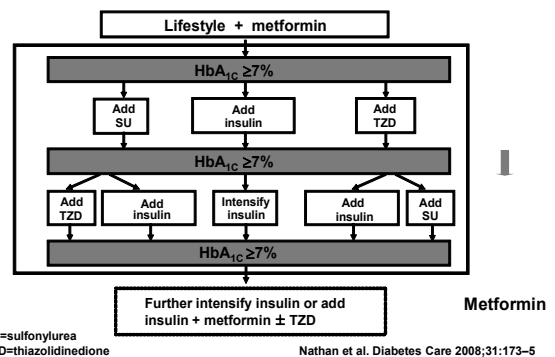 Lifestyle + metformin
HbA1C ≥7%
Add SU
Add insulin
Add TZD
HbA1C ≥7%
Add TZD
Add insulin
Intensify insulin
Add insulin
Add SU
HbA1C ≥7%
Further intensify insulin or add
insulin + metformin ± TZD
Metformin
=sulfonylurea
D=thiazolidinedione
Nathan et al. Diabetes Care 2008;31:173–5